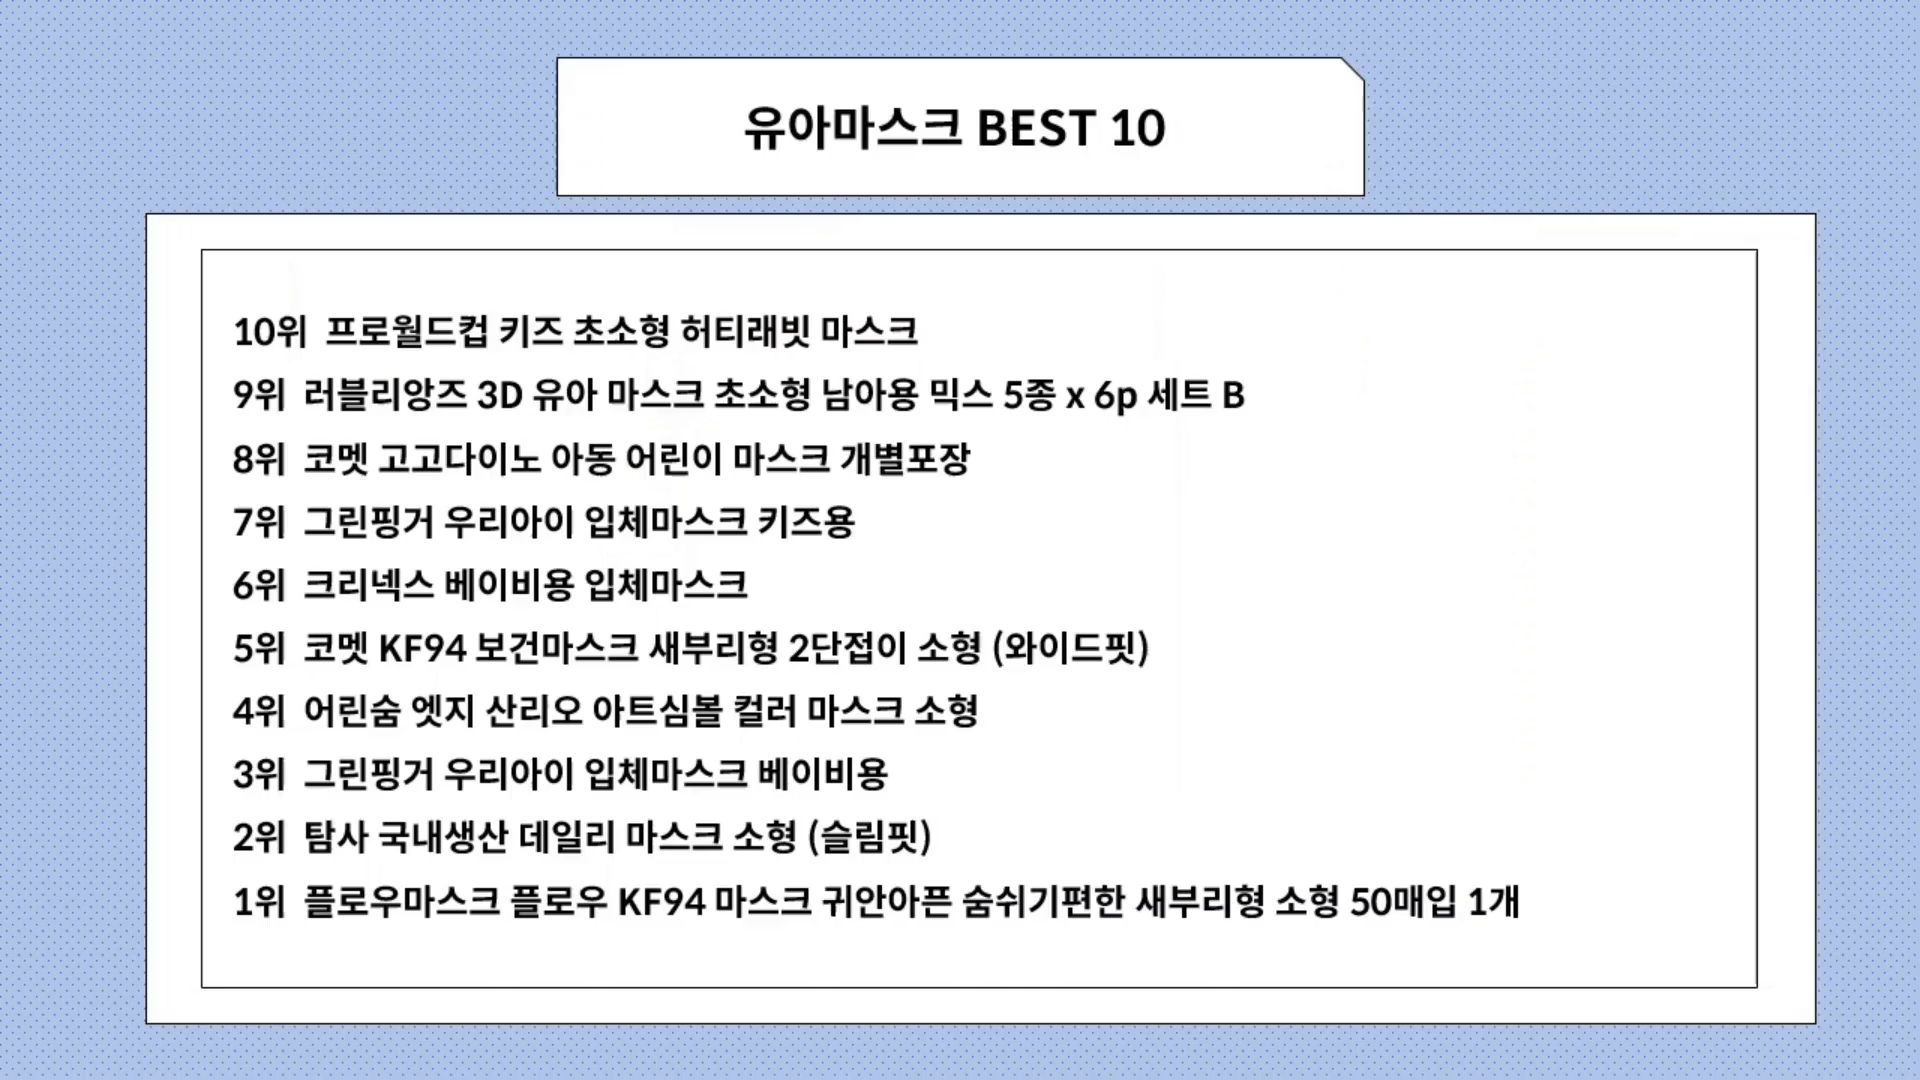 유아마스크 BEST 10
10위 프로월드컵 키즈 초소형 허티래빗 마스크
9위 러블리앙즈 3D 유아 마스크 초소형 남아용 믹스 5종 x 6p 세트 B
8위 코멧 고고다이노 아동 어린이 마스크 개별포장
7위 그린핑거 우리아이 입체마스크 키즈용
6위 크리넥스 베이비용 입체마스크
5위 코멧 KF94 보건마스크 새부리형 2단접이 소형 (와이드핏)
4위 어린숨 엣지 산리오 아트심볼 컬러 마스크 소형
3위 그린핑거 우리아이 입체마스크 베이비용
2위 탐사 국내생산 데일리 마스크 소형 (슬림핏)
1위 플로우마스크 플로우 KF94 마스크 귀안아픈 숨쉬기편한 새부리형 소형 50매입 1개